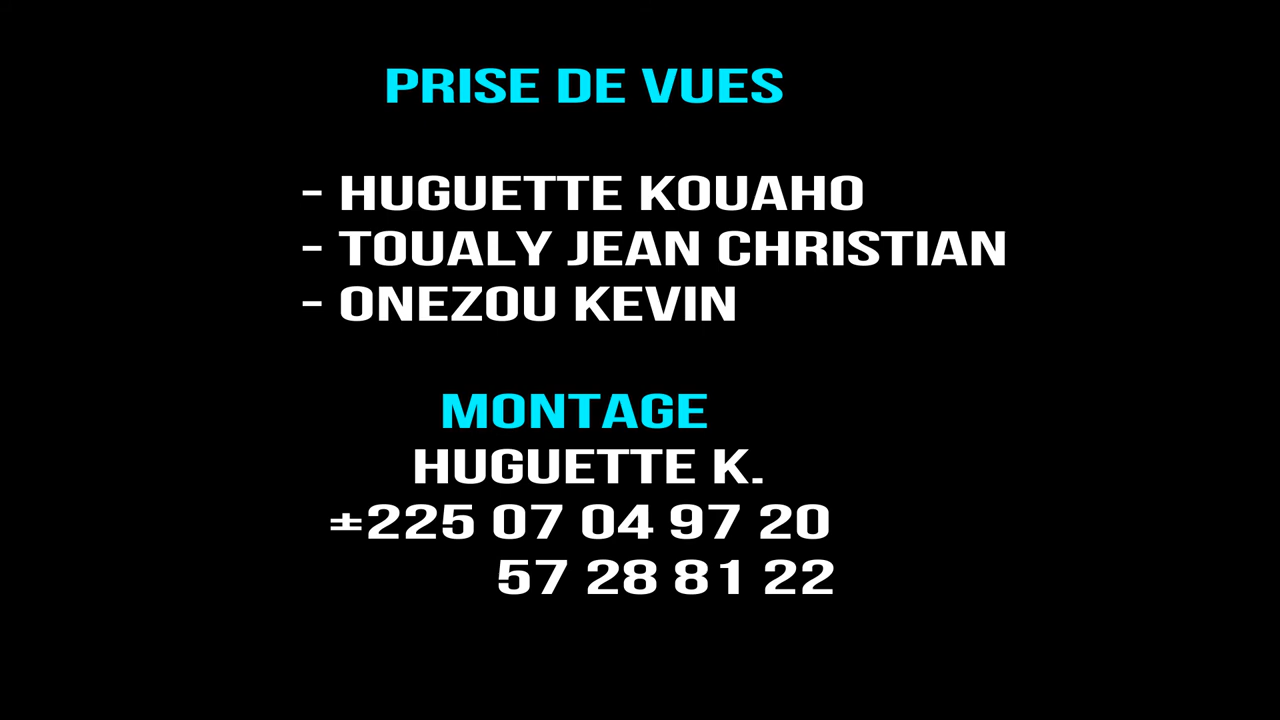 PRISE DE VUES
- HUGUETTE KOUAHO
- TOUALY JEAN CHRISTIAN
- ONEZOU KEVIN
MONTAGE
HUGUETTE K.
±225 07 04 97 20
57 28 81 22